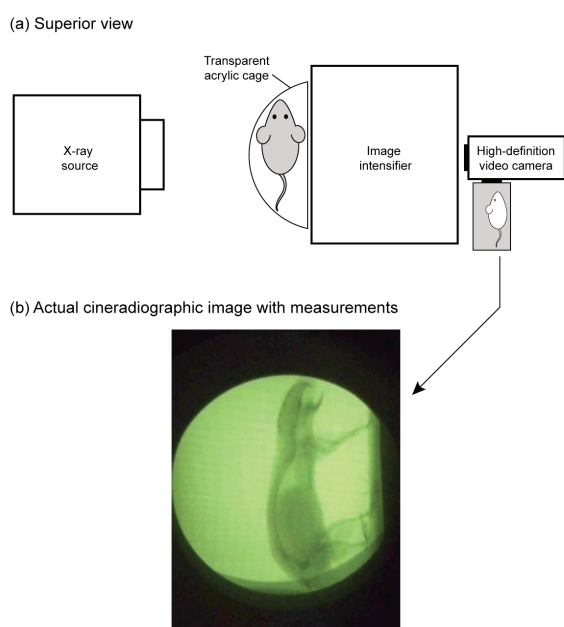 (a) Superior view
Transparent
acrylic cage
X-ray
source
Image
intensifier
High-definition
video camera
(b) Actual cineradiographic image with measurements